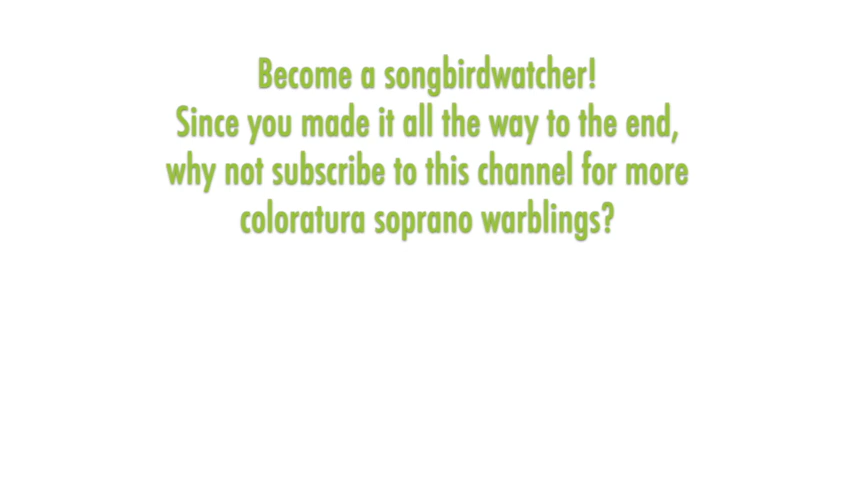 Become a songbirdwatcher!
Since you made it all the way to the end,
why not subscribe to this channel for more
coloratura soprano warblings?